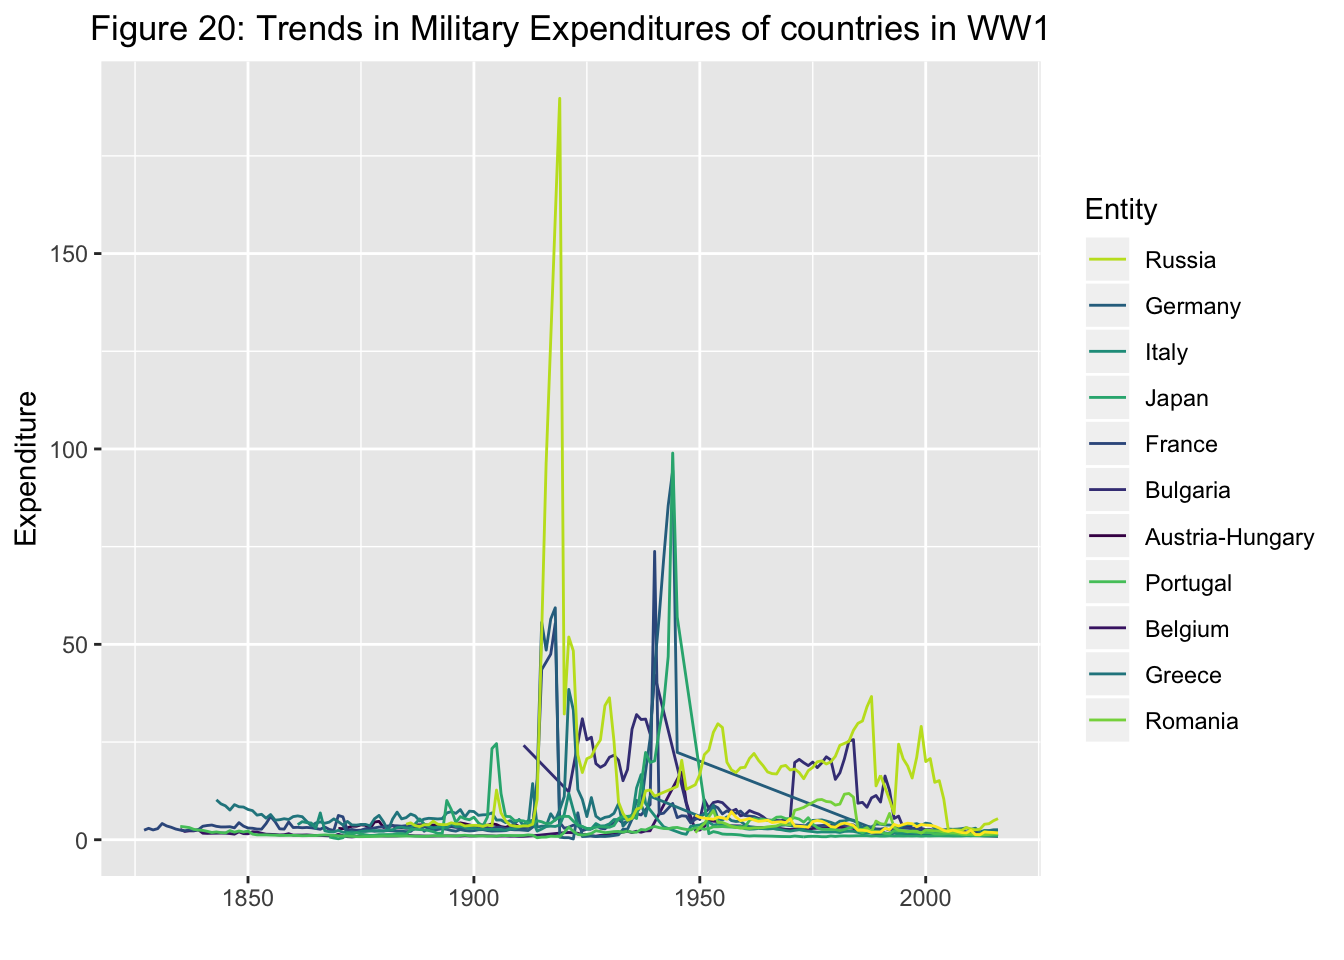 Figure 20: Trends in Military Expenditures of countries in WW1
Expenditure
150
100
50
0
1850
1900
1950
2000
Entity
Russia
Germany
Italy
Japan
France
Bulgaria
Austria-Hungary
Portugal
Belgium
Greece
Romania